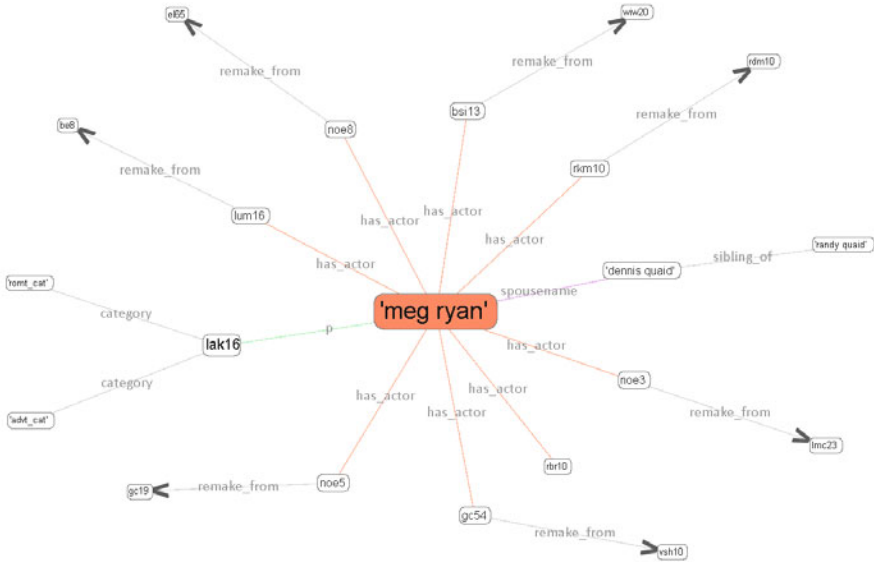 el65
wiw20
remake_from
remake_from
rdm10
bsi13
be8
noe8
remake_from
remake_from
rkm10
lum16
has_actor
has_actor
has_actor
'randy quaid'
has_actor
sibling_of
'dennis quaid'
'romt_cat'
spousename
'meg ryan'
category
p
lak16
has_actor
category
noe3
has_actor
has_actor
has_actor
remake_from
'advt_cat'
lmc23
rbr10
gc19
remake_from
noe5
gc54
remake_from
vsh10